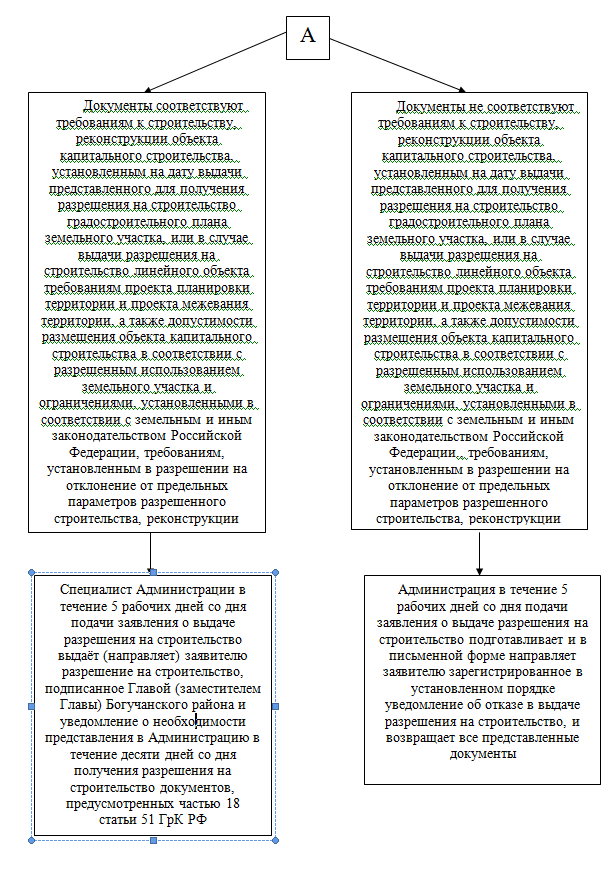 А
Документы соответствуют
требованиям к строительству,
реконструкции объекта
капитального строительства,
установленным на дату выдачи
представленного для получения
разрешения на строительство
градостроительного плана
земельного участка, или в случае
выдачи разрешения на
строительство линейного объекта
требованиям проекта планировки
территории и проекта межевания
территории, а также допустимости
размещения объекта капитального
строительства в соответствии с
разрешенным использованием
земельного участка и
ограничениями, установленными в
соответствии с земельным и иным
законодательством Российской
Федерации, требованиям,
установленным в разрешении на
отклонение от предельных
параметров разрешенного
строительства, реконструкции
Документы не соответствуют
требованиям к строительству,
реконструкции объекта
капитального строительства,
установленным на дату выдачи
представленного для получения
разрешения на строительство
градостроительного плана
земельного участка, или в случае
выдачи разрешения на
строительство линейного объекта
требованиям проекта планировки
территории и проекта межевания
территории, а также допустимости
размещения объекта капитального
строительства в соответствии с
разрешенным использованием
земельного участка и
ограничениями, установленными в
соответствии с земельным и иным
законодательством Российской
Федерации,, требованиям,
установленным в разрешении на
отклонение от предельных
параметров разрешенного
строительства, реконструкции
Специалист Администрации в
течение 5 рабочих дней со дня
подачи заявления о выдаче
разрешения на строительство
выдаёт (направляет) заявителю
разрешение на строительство,
подписанное Главой (заместителем
Главы) Богучанского района и
уведомление о необходимости
представления в Администрацию в
течение десяти дней со дня
получения разрешения на
строительство документов,
предусмотренных частью 18
статьи 51 ГрК РФ
Администрация в течение 5
рабочих дней со дня подачи
заявления о выдаче разрешения на
строительство подготавливает и в
письменной форме направляет
заявителю зарегистрированное в
установленном порядке
уведомление об отказе в выдаче
разрешения на строительство, и
возвращает все представленные
документы